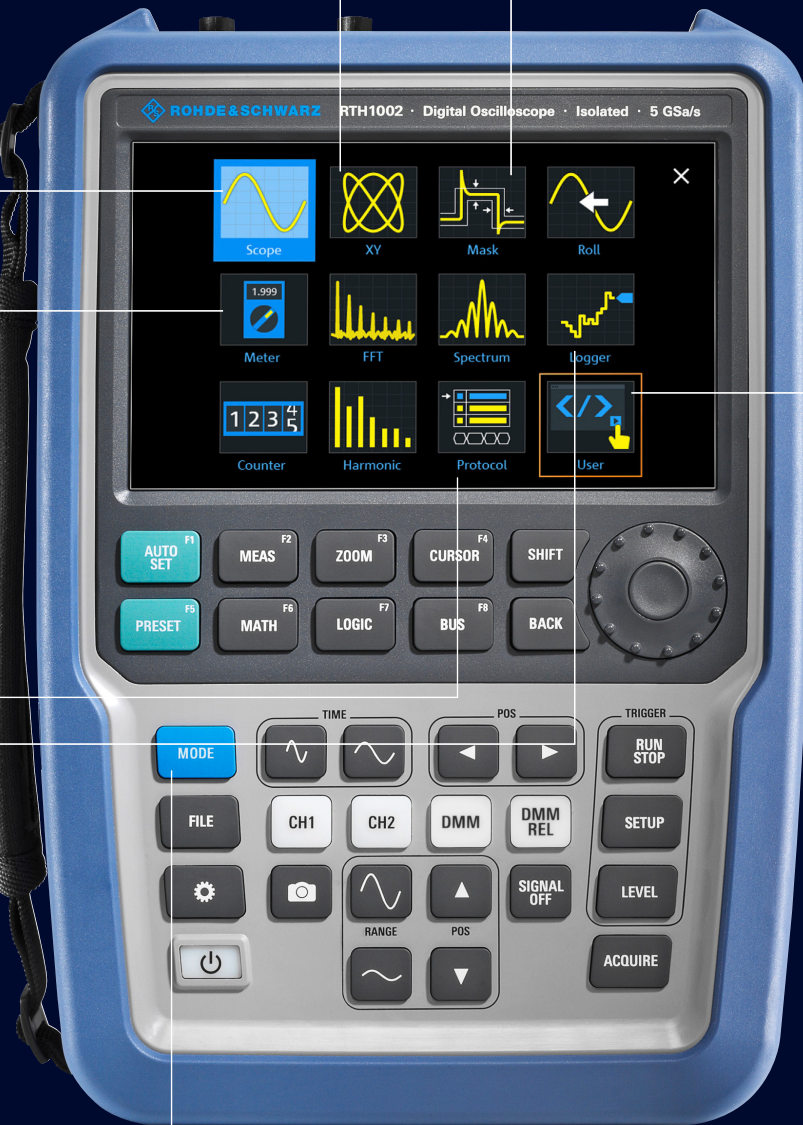 ROHDE&SCHWARZ RTH1002 · Digital Oscilloscope · Isolated · 5 GSa/s
Scope XY Mask Roll
1.999
Meter FFT Spectrum Logger
1 2 3 4 5
Counter Harmonic Protocol User
F1 F2 F3 F4
AUTO SET MEAS ZOOM CURSOR SHIFT
F5 F6 F7 F8
PRESET MATH LOGIC BUS BACK
TIME POS TRIGGER
MODE RUN STOP
FILE CH1 CH2 DMM DMM REL SETUP
SIGNAL OFF LEVEL
RANGE POS
ACQUIRE